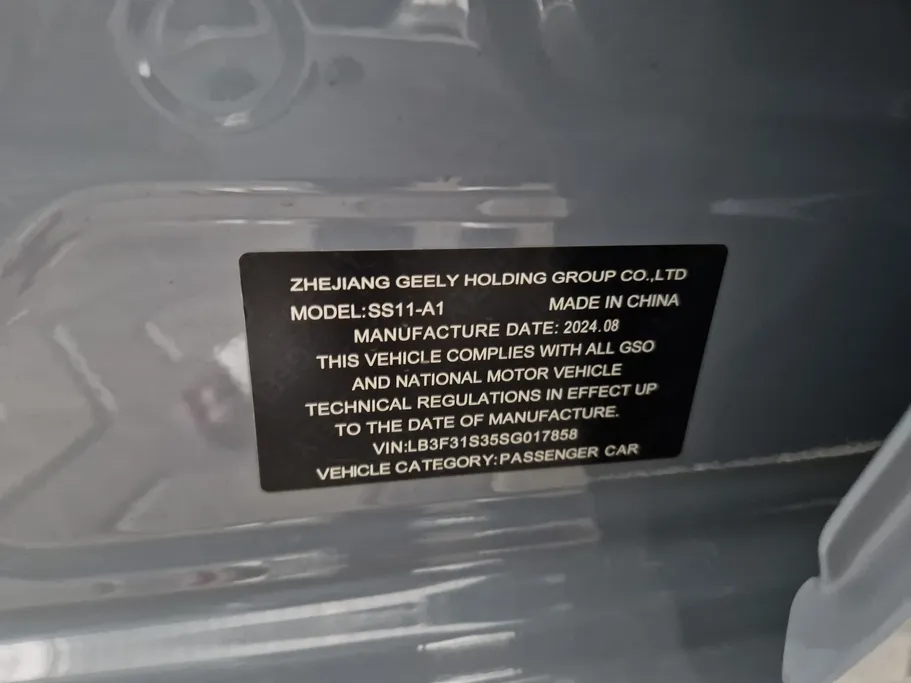 ZHEJIANG GEELY HOLDING GROUP CO.,LTD
MODEL:SS11-A1 MADE IN CHINA
MANUFACTURE DATE: 2024.08
THIS VEHICLE COMPLIES WITH ALL GSO
AND NATIONAL MOTOR VEHICLE
TECHNICAL REGULATIONS IN EFFECT UP
TO THE DATE OF MANUFACTURE.
VIN:LB3F31S35SG017858
VEHICLE CATEGORY:PASSENGER CAR